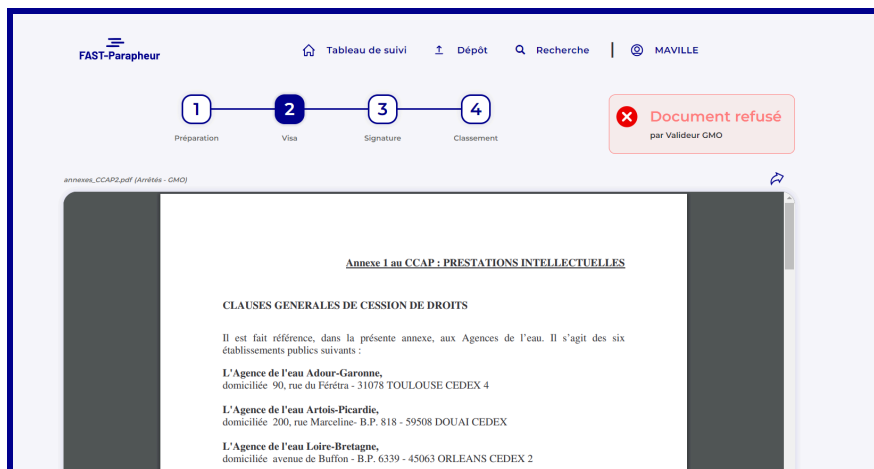 FAST-Parapheur
Tableau de suivi
Dépôt
Recherche
MAVILLE
1
2
3
4
Préparation
Visa
Signature
Classement
Document refusé
par Valideur GMO
annexes_CCAP2.pdf (Arrêtés - GMO)
Annexe 1 au CCAP : PRESTATIONS INTELLECTUELLES
CLAUSES GENERALES DE CESSION DE DROITS
Il est fait référence, dans la présente annexe, aux Agences de l'eau. Il s'agit des six
établissements publics suivants :
L'Agence de l'eau Adour-Garonne,
domiciliée 90, rue du Férétra - 31078 TOULOUSE CEDEX 4
L'Agence de l'eau Artois-Picardie,
domiciliée 200, rue Marceline- B.P. 818 - 59508 DOUAI CEDEX
L'Agence de l'eau Loire-Bretagne,
domiciliée avenue de Buffon - B.P. 6339 - 45063 ORLEANS CEDEX 2